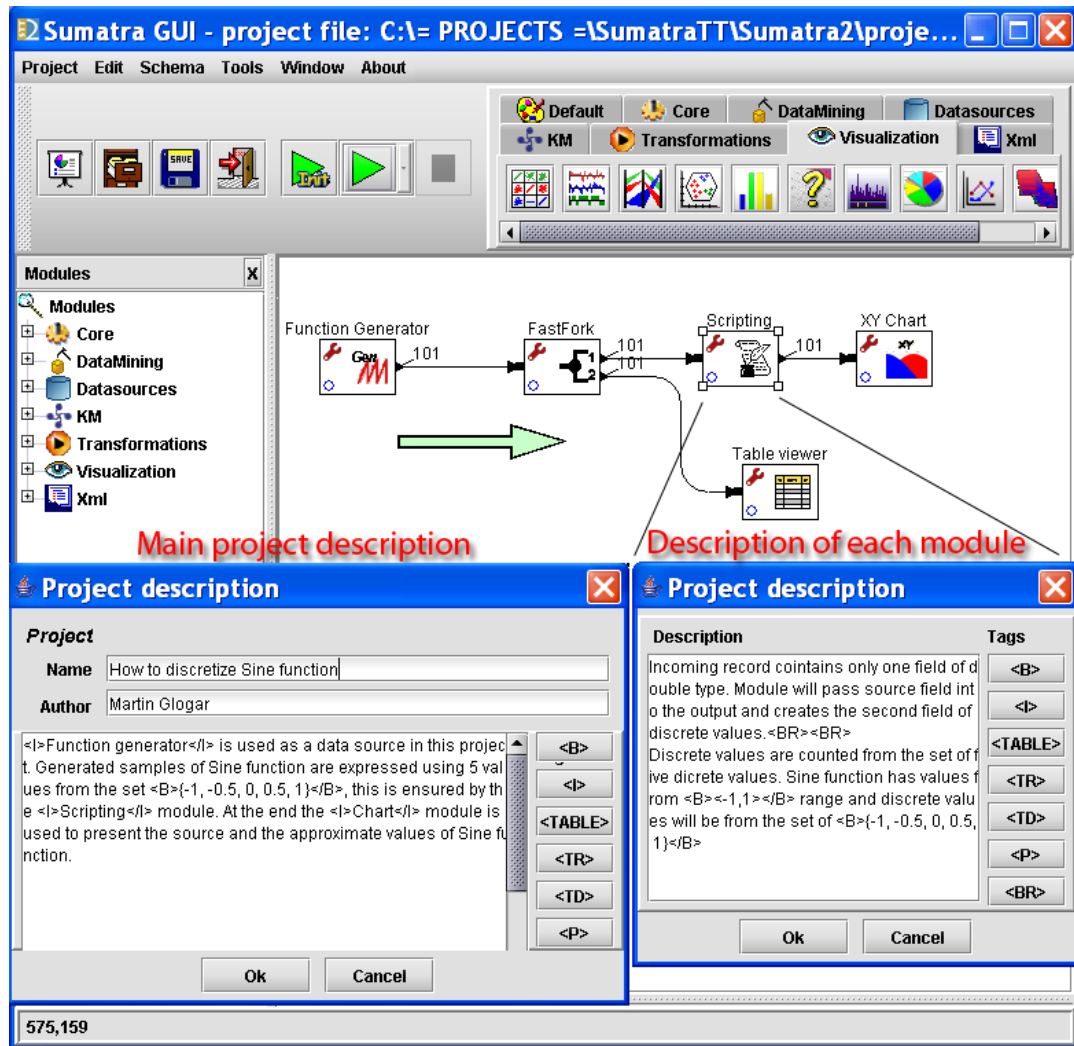 Sumatra GUI - project file: C:\= PROJECTS =\SumatraTT\Sumatra2\proje...
Project Edit Schema Tools Window About
Default Core DataMining Datasources
KM Transformations Visualization Xml
SAVE
Init
Modules X
Modules
Core
DataMining
Datasources
KM
Transformations
Visualization
Xml
Function Generator
Gen
101
FastFork
1
2
101
101
Scripting
101
XY Chart
XY
Table viewer
Main project description
Description of each module
Project description
Project
Name How to discretize Sine function
Author Martin Glogar
<I>Function generator</I> is used as a data source in this projec
t. Generated samples of Sine function are expressed using 5 val
ues from the set <B>{-1, -0.5, 0, 0.5, 1}</B>, this is ensured by th
e <I>Scripting</I> module. At the end the <I>Chart</I> module is
used to present the source and the approximate values of Sine fu
nction.
<B>
<I>
<TABLE>
<TR>
<TD>
<P>
Ok Cancel
Project description
Description Tags
Incoming record cointains only one field of d
ouble type. Module will pass source field int
o the output and creates the second field of
discrete values.<BR><BR>
Discrete values are counted from the set of f
ive dicrete values. Sine function has values f
rom <B><-1,1></B> range and discrete valu
es will be from the set of <B>{-1, -0.5, 0, 0.5,
1}</B>
<B>
<I>
<TABLE>
<TR>
<TD>
<P>
<BR>
Ok Cancel
575,159